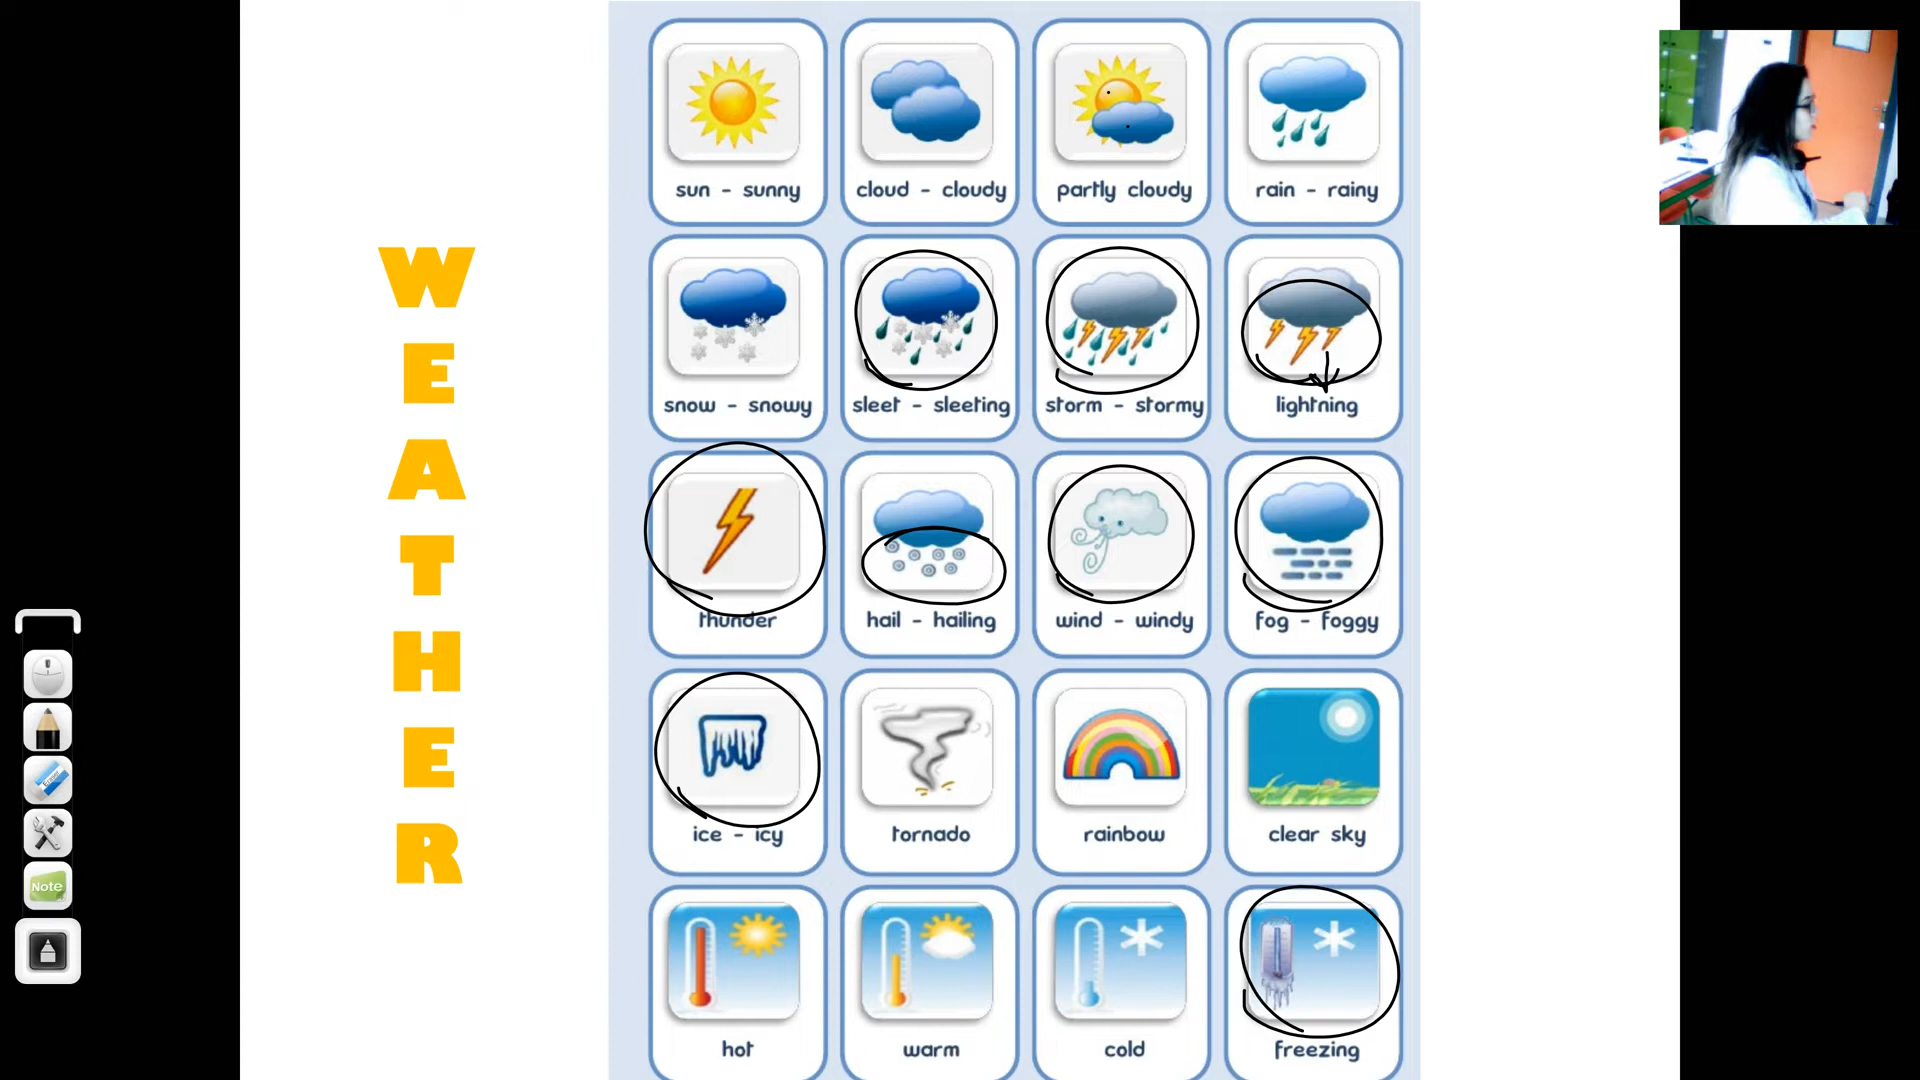 WEATHER
sun - sunny
cloud - cloudy
partly cloudy
rain - rainy
snow - snowy
sleet - sleeting
storm - stormy
lightning
thunder
hail - hailing
wind - windy
fog - foggy
ice - icy
tornado
rainbow
clear sky
hot
warm
cold
freezing
Note